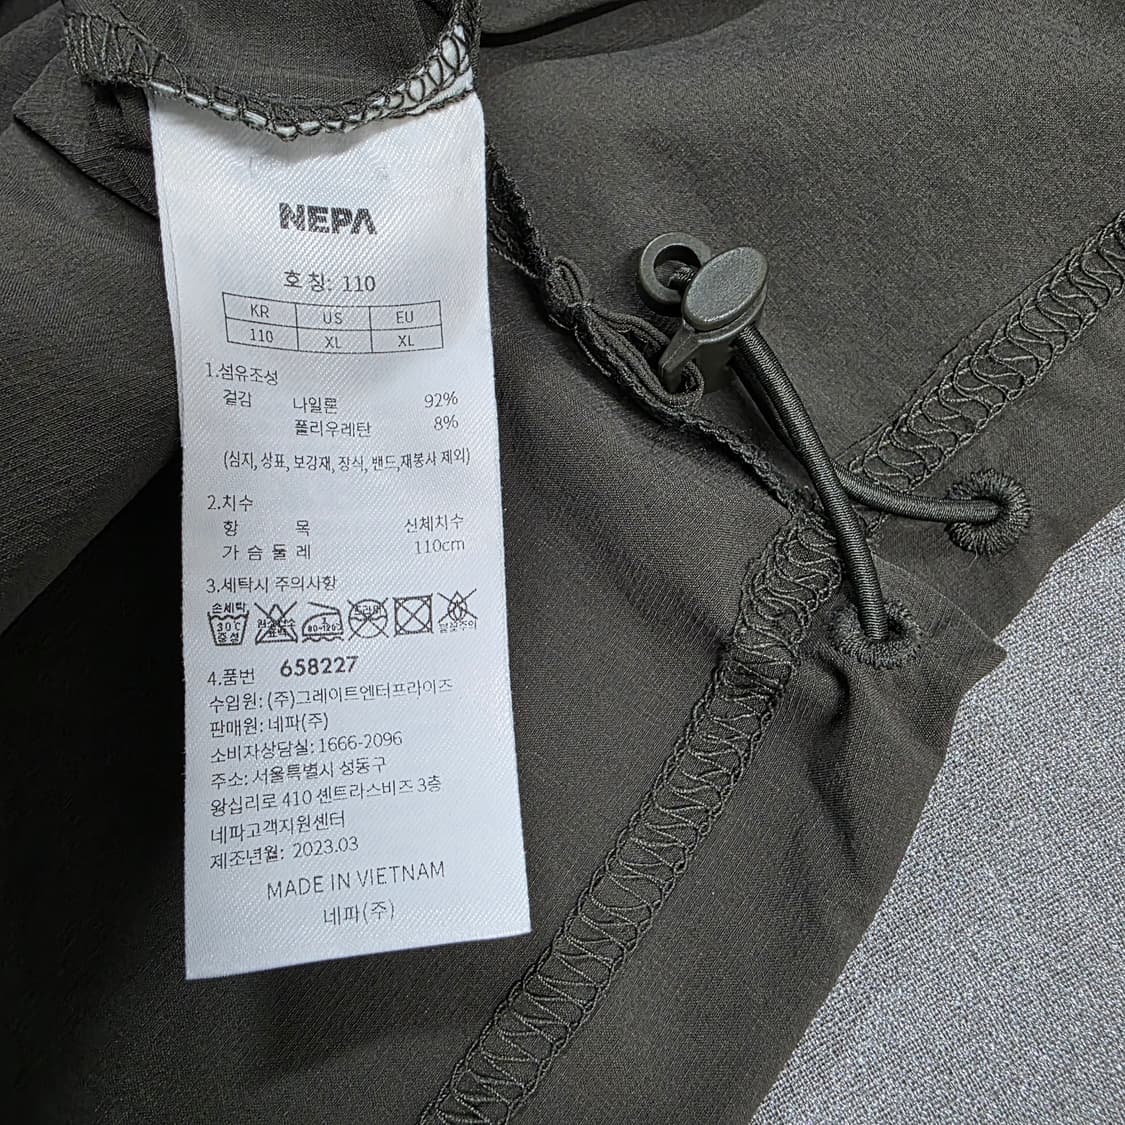 NEPA
호칭: 110
KR US EU
110 XL XL
1.섬유조성
겉감 나일론 92%
폴리우레탄 8%
(심지, 상표, 보강재, 장식, 밴드,재봉사 제외)
2.치수
항 목 신체치수
가 슴 둘 레 110cm
3.세탁시 주의사항
손세탁
30℃
중성
80~120℃
드라이
4.품번 658227
수입원: (주)그레이트엔터프라이즈
판매원: 네파(주)
소비자상담실: 1666-2096
주소: 서울특별시 성동구
왕십리로 410 센트라스비즈 3층
네파고객지원센터
제조년월: 2023.03
MADE IN VIETNAM
네파(주)